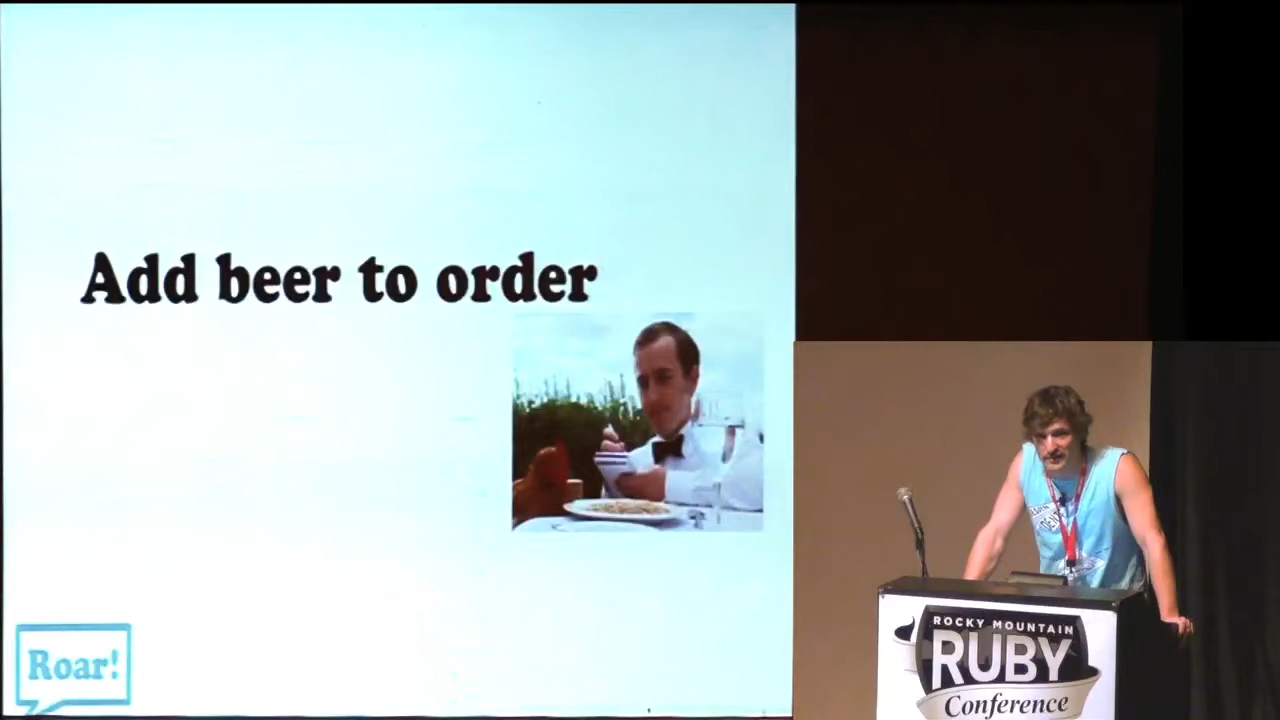 Add beer to order
Roar!
ROCKY MOUNTAIN
RUBY
Conference